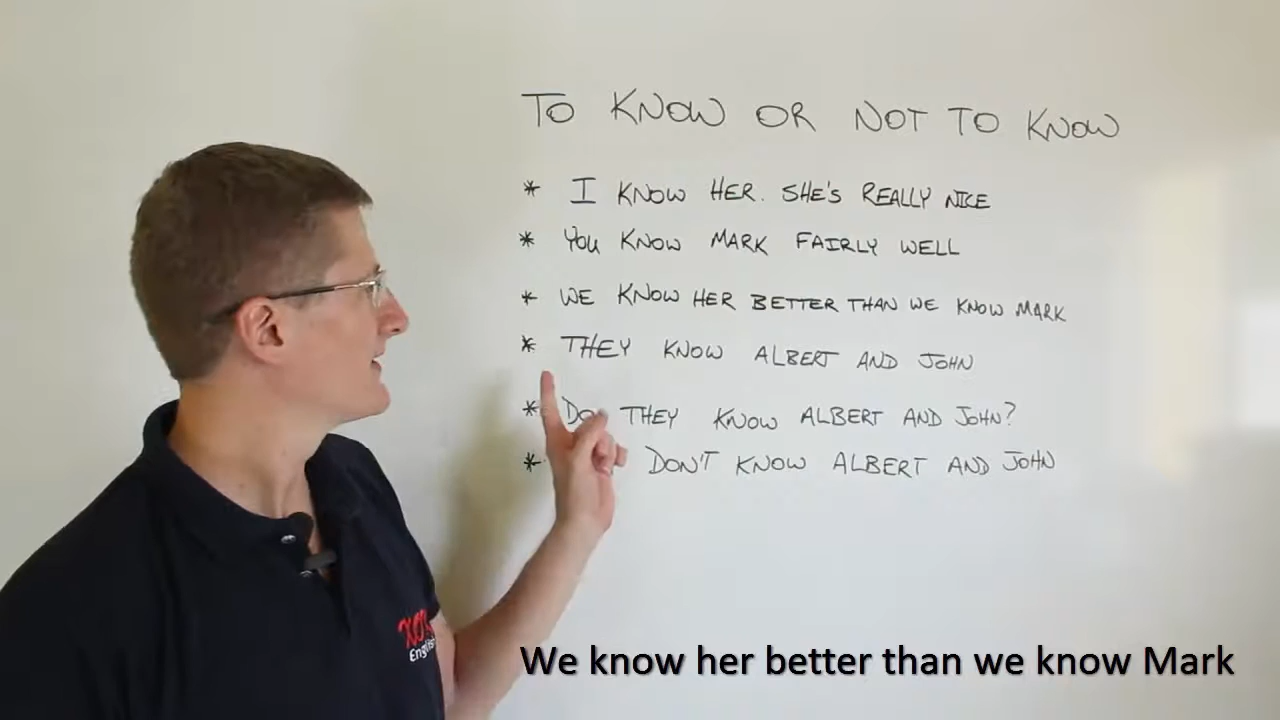 TO KNOW OR NOT TO KNOW
* I KNOW HER. SHE'S REALLY NICE
* YOU KNOW MARK FAIRLY WELL
* WE KNOW HER BETTER THAN WE KNOW MARK
* THEY KNOW ALBERT AND JOHN
* DO THEY KNOW ALBERT AND JOHN?
* DON'T KNOW ALBERT AND JOHN
English
We know her better than we know Mark